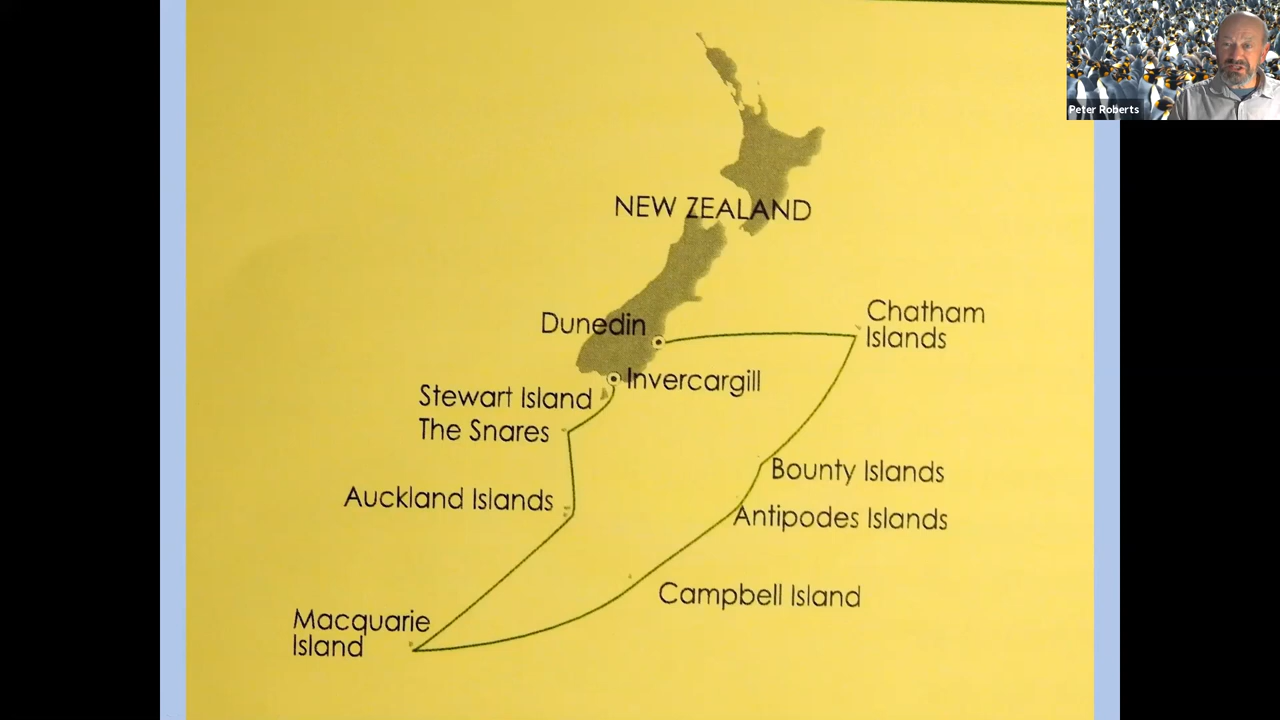 Peter Roberts
NEW ZEALAND
Dunedin
Chatham
Islands
Invercargill
Stewart Island
The Snares
Bounty Islands
Auckland Islands
Antipodes Islands
Campbell Island
Macquarie
Island